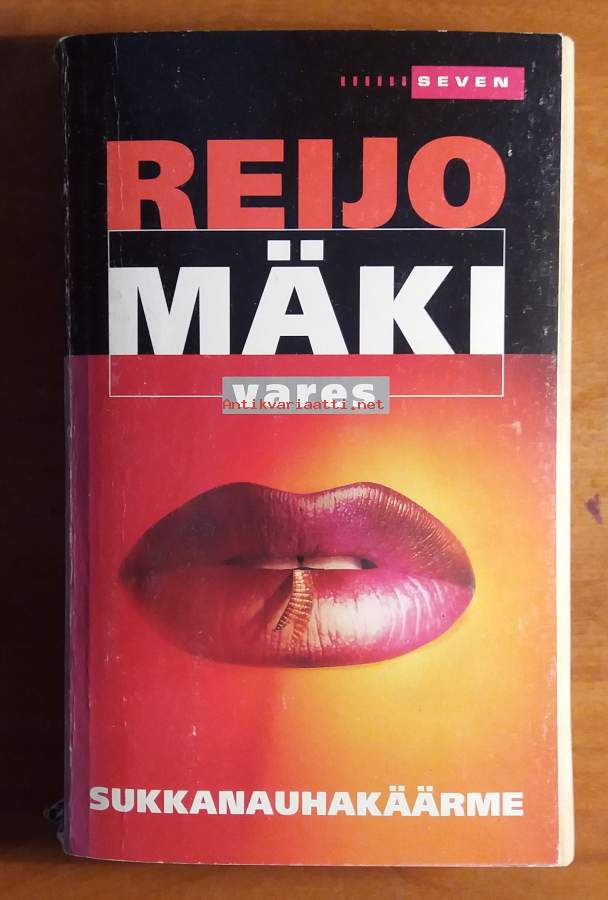 SEVEN
REIJO
MÄKI
vares
Antikvariaatti.net
SUKKANAUHAKÄÄRME